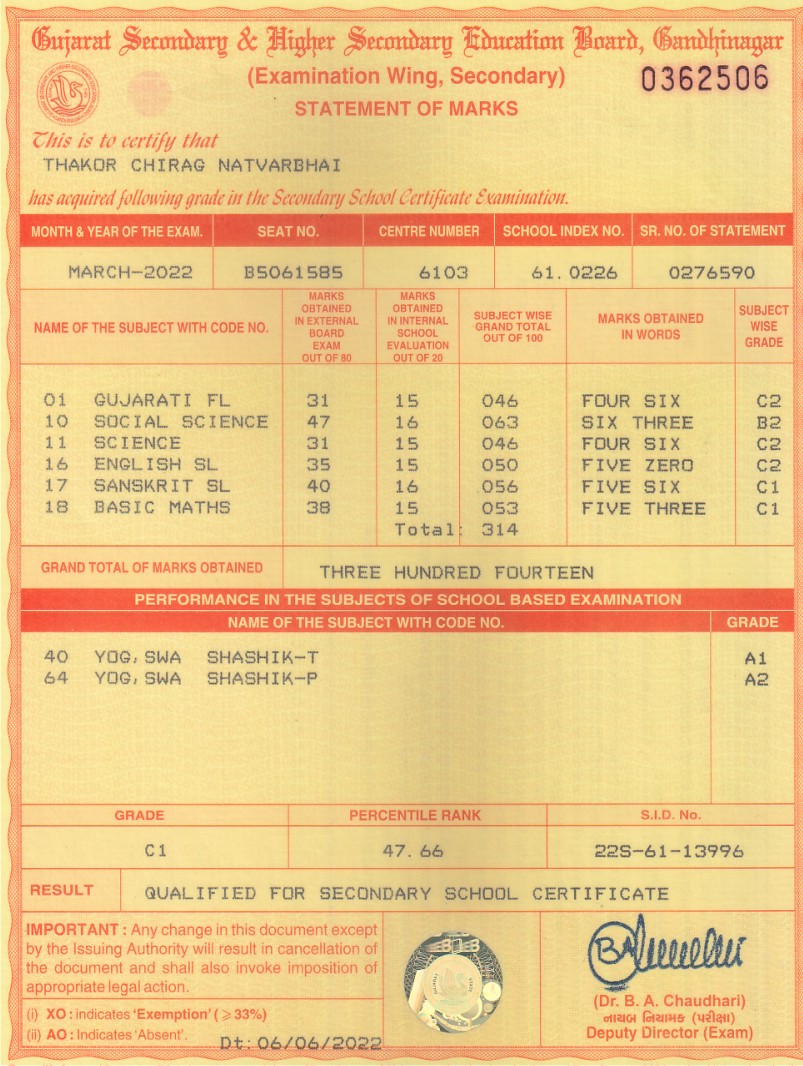 Gujarat Secondary & Higher Secondary Education Board, Gandhinagar
(Examination Wing, Secondary)
0362506
STATEMENT OF MARKS
This is to certify that
THAKOR CHIRAG NATVARBHAI
has acquired following grade in the Secondary School Certificate Examination.
MONTH & YEAR OF THE EXAM. SEAT NO. CENTRE NUMBER SCHOOL INDEX NO. SR. NO. OF STATEMENT
MARCH-2022 B5061585 6103 61.0226 0276590
NAME OF THE SUBJECT WITH CODE NO. MARKS OBTAINED IN EXTERNAL BOARD EXAM OUT OF 80 MARKS OBTAINED IN INTERNAL SCHOOL EVALUATION OUT OF 20 SUBJECT WISE GRAND TOTAL OUT OF 100 MARKS OBTAINED IN WORDS SUBJECT WISE GRADE
01 GUJARATI FL 31 15 046 FOUR SIX C2
10 SOCIAL SCIENCE 47 16 063 SIX THREE B2
11 SCIENCE 31 15 046 FOUR SIX C2
16 ENGLISH SL 35 15 050 FIVE ZERO C2
17 SANSKRIT SL 40 16 056 FIVE SIX C1
18 BASIC MATHS 38 15 053 FIVE THREE C1
Total: 314
GRAND TOTAL OF MARKS OBTAINED THREE HUNDRED FOURTEEN
PERFORMANCE IN THE SUBJECTS OF SCHOOL BASED EXAMINATION
NAME OF THE SUBJECT WITH CODE NO. GRADE
40 YOG, SWA SHASHIK-T A1
64 YOG, SWA SHASHIK-P A2
GRADE PERCENTILE RANK S.I.D. No.
C1 47.66 22S-61-13996
RESULT QUALIFIED FOR SECONDARY SCHOOL CERTIFICATE
IMPORTANT : Any change in this document except
by the Issuing Authority will result in cancellation of
the document and shall also invoke imposition of
appropriate legal action.
(i) XO : indicates 'Exemption' ( ⩾ 33%)
(ii) AO : Indicates 'Absent'.
Dt: 06/06/2022
(Dr. B. A. Chaudhari)
નાયબ નિયામક (પરીક્ષા)
Deputy Director (Exam)